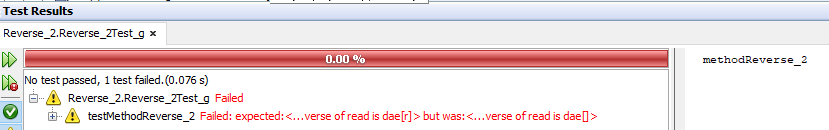 Test Results
Reverse_2.Reverse_2Test_g ×
0.00 %
methodReverse_2
No test passed, 1 test failed.(0.076 s)
Reverse_2.Reverse_2Test_g Failed
testMethodReverse_2 Failed: expected:<...verse of read is dae[r]> but was:<...verse of read is dae[]>